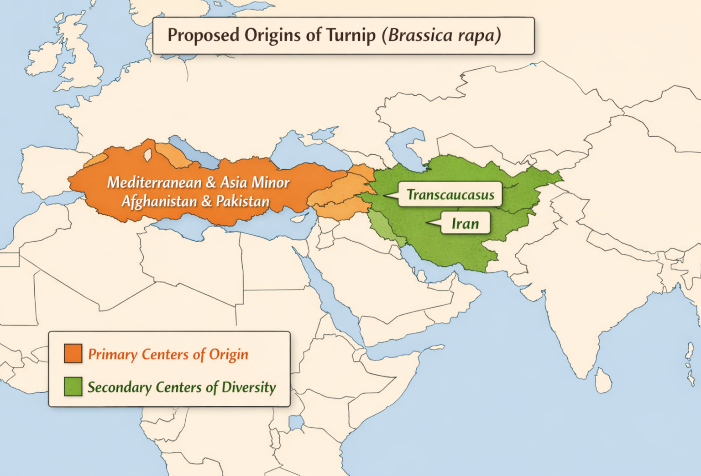 Proposed Origins of Turnip (Brassica rapa)
Mediterranean & Asia Minor
Afghanistan & Pakistan
Transcaucasus
Iran
Primary Centers of Origin
Secondary Centers of Diversity